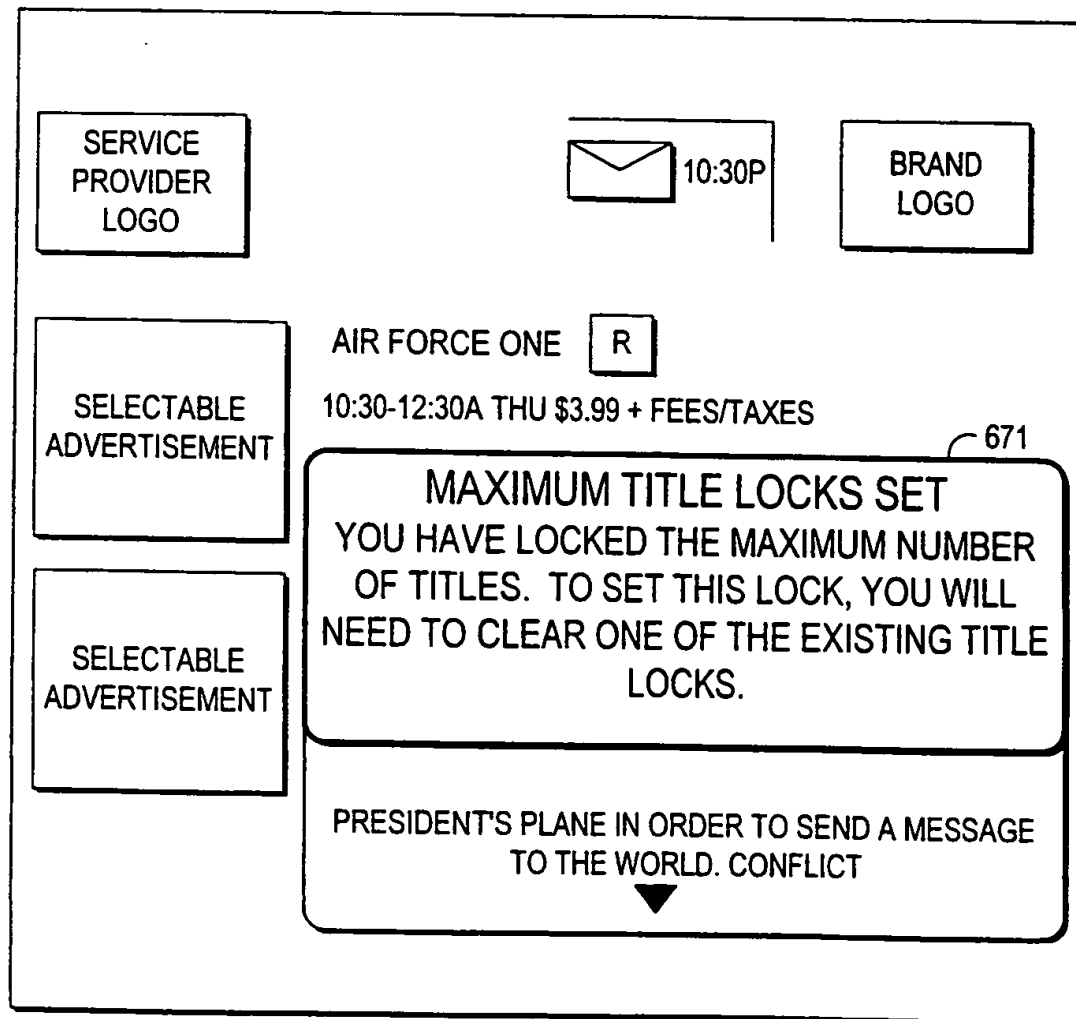 SERVICE
PROVIDER
LOGO
10:30P
BRAND
LOGO
SELECTABLE
ADVERTISEMENT
AIR FORCE ONE R
10:30-12:30A THU $3.99 + FEES/TAXES
671
MAXIMUM TITLE LOCKS SET
YOU HAVE LOCKED THE MAXIMUM NUMBER
OF TITLES. TO SET THIS LOCK, YOU WILL
NEED TO CLEAR ONE OF THE EXISTING TITLE
LOCKS.
SELECTABLE
ADVERTISEMENT
PRESIDENT'S PLANE IN ORDER TO SEND A MESSAGE
TO THE WORLD. CONFLICT